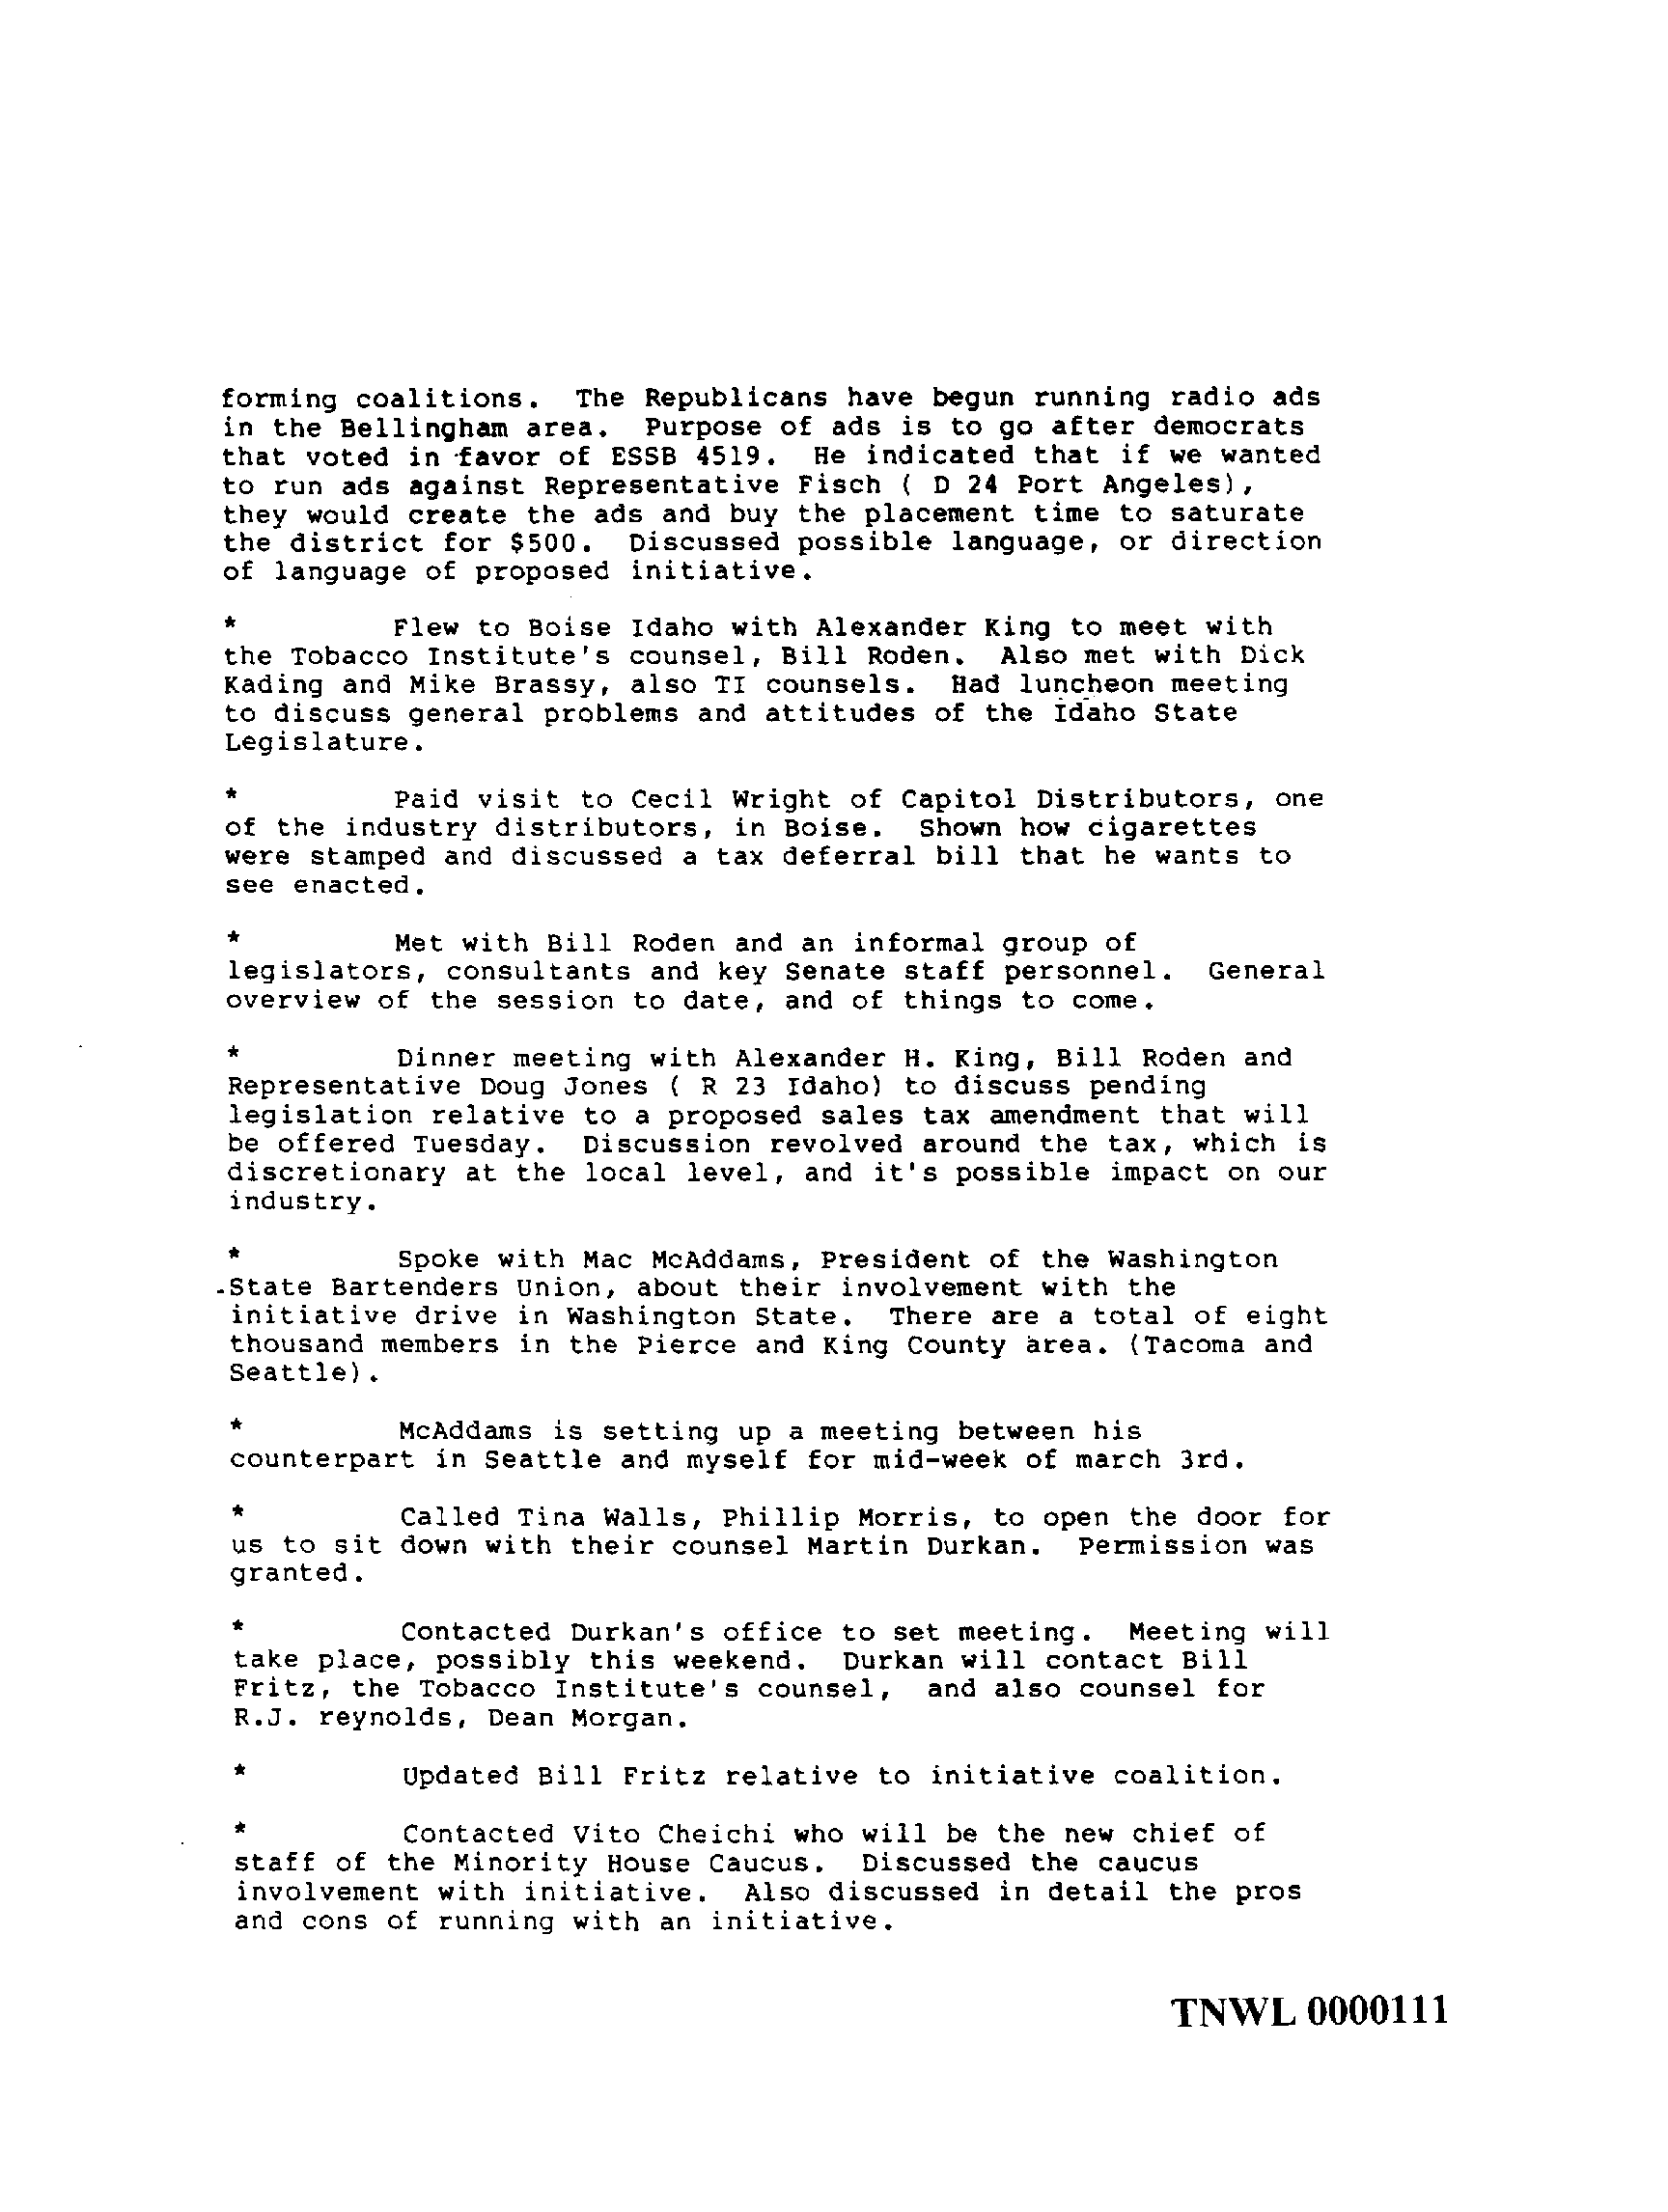 forming coalitions. The Republicans have begun running radio ads
in the Bellingham area. Purpose of ads is to go after democrats
that voted in favor of ESSB 4519. He indicated that if we wanted
to run ads against Representative Fisch ( D 24 Port Angeles),
they would create the ads and buy the placement time to saturate
the district for $500. Discussed possible language, or direction
of language of proposed initiative.
* Flew to Boise Idaho with Alexander King to meet with
the Tobacco Institute's counsel, Bill Roden. Also met with Dick
Kading and Mike Brassy, also TI counsels. Had luncheon meeting
to discuss general problems and attitudes of the Idaho State
Legislature.
* Paid visit to Cecil Wright of Capitol Distributors, one
of the industry distributors, in Boise. Shown how cigarettes
were stamped and discussed a tax deferral bill that he wants to
see enacted.
* Met with Bill Roden and an informal group of
legislators, consultants and key Senate staff personnel. General
overview of the session to date, and of things to come.
* Dinner meeting with Alexander H. King, Bill Roden and
Representative Doug Jones ( R 23 Idaho) to discuss pending
legislation relative to a proposed sales tax amendment that will
be offered Tuesday. Discussion revolved around the tax, which is
discretionary at the local level, and it's possible impact on our
industry.
* Spoke with Mac McAddams, President of the Washington
State Bartenders Union, about their involvement with the
initiative drive in Washington State. There are a total of eight
thousand members in the Pierce and King County area. (Tacoma and
Seattle).
* McAddams is setting up a meeting between his
counterpart in Seattle and myself for mid-week of march 3rd.
* Called Tina Walls, Phillip Morris, to open the door for
us to sit down with their counsel Martin Durkan. Permission was
granted.
* Contacted Durkan's office to set meeting. Meeting will
take place, possibly this weekend. Durkan will contact Bill
Fritz, the Tobacco Institute's counsel, and also counsel for
R.J. reynolds, Dean Morgan.
* Updated Bill Fritz relative to initiative coalition.
* Contacted Vito Cheichi who will be the new chief of
staff of the Minority House Caucus. Discussed the caucus
involvement with initiative. Also discussed in detail the pros
and cons of running with an initiative.
TNWL 0000111